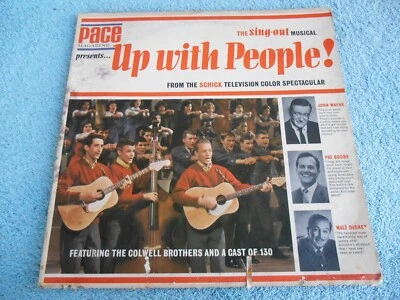 PACE
MAGAZINE
presents...
THE sing-out MUSICAL
Up with People!
FROM THE SCHICK TELEVISION COLOR SPECTACULAR
JOHN WAYNE
PAT BOONE
WALT DISNEY
FEATURING THE COLWELL BROTHERS AND A CAST OF 130